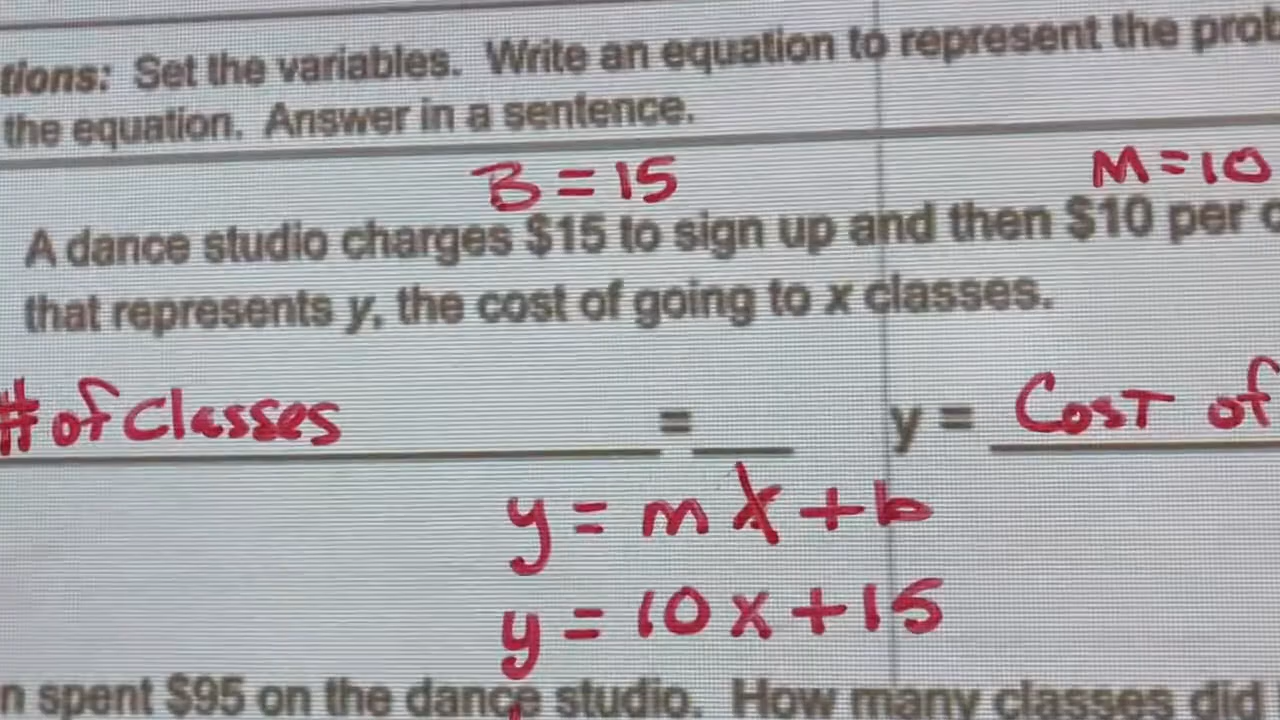 tions: Set the variables. Write an equation to represent the prob
the equation. Answer in a sentence.
B = 15 M = 10
A dance studio charges $15 to sign up and then $10 per c
that represents y, the cost of going to x classes.
# of Classes = y = Cost of
y = mx + b
y = 10x + 15
n spent $95 on the dance studio. How many classes did